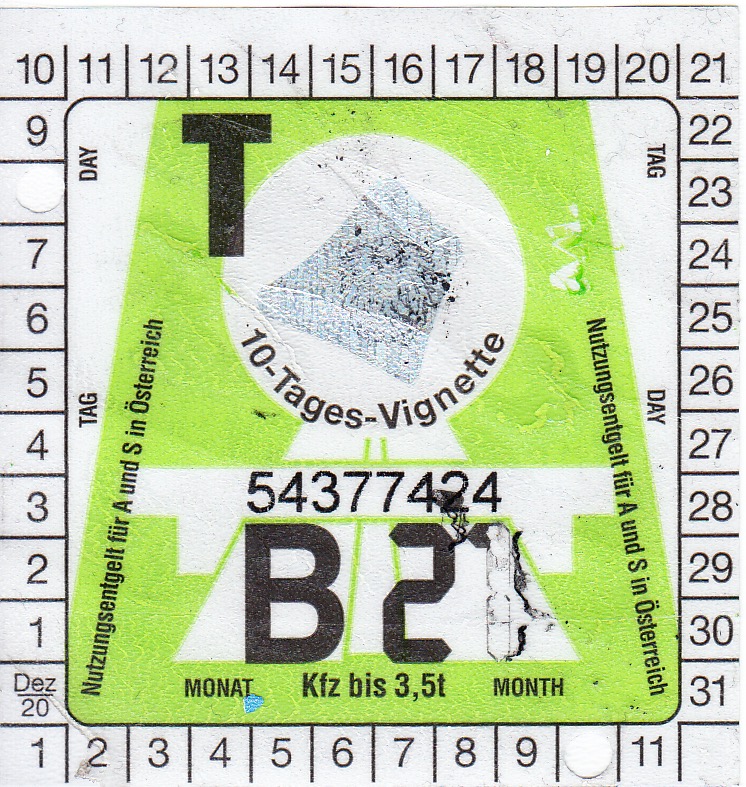 10 11 12 13 14 15 16 17 18 19 20 21
9
7
6
5
4
3
2
1
Dez
20
22
23
24
25
26
27
28
29
30
31
1 2 3 4 5 6 7 8 9 11
DAY
TAG
TAG
DAY
T
10-Tages-Vignette
Nutzungsentgelt für A und S in Österreich
Nutzungsentgelt für A und S in Österreich
54377424
B 21
MONAT Kfz bis 3,5t MONTH